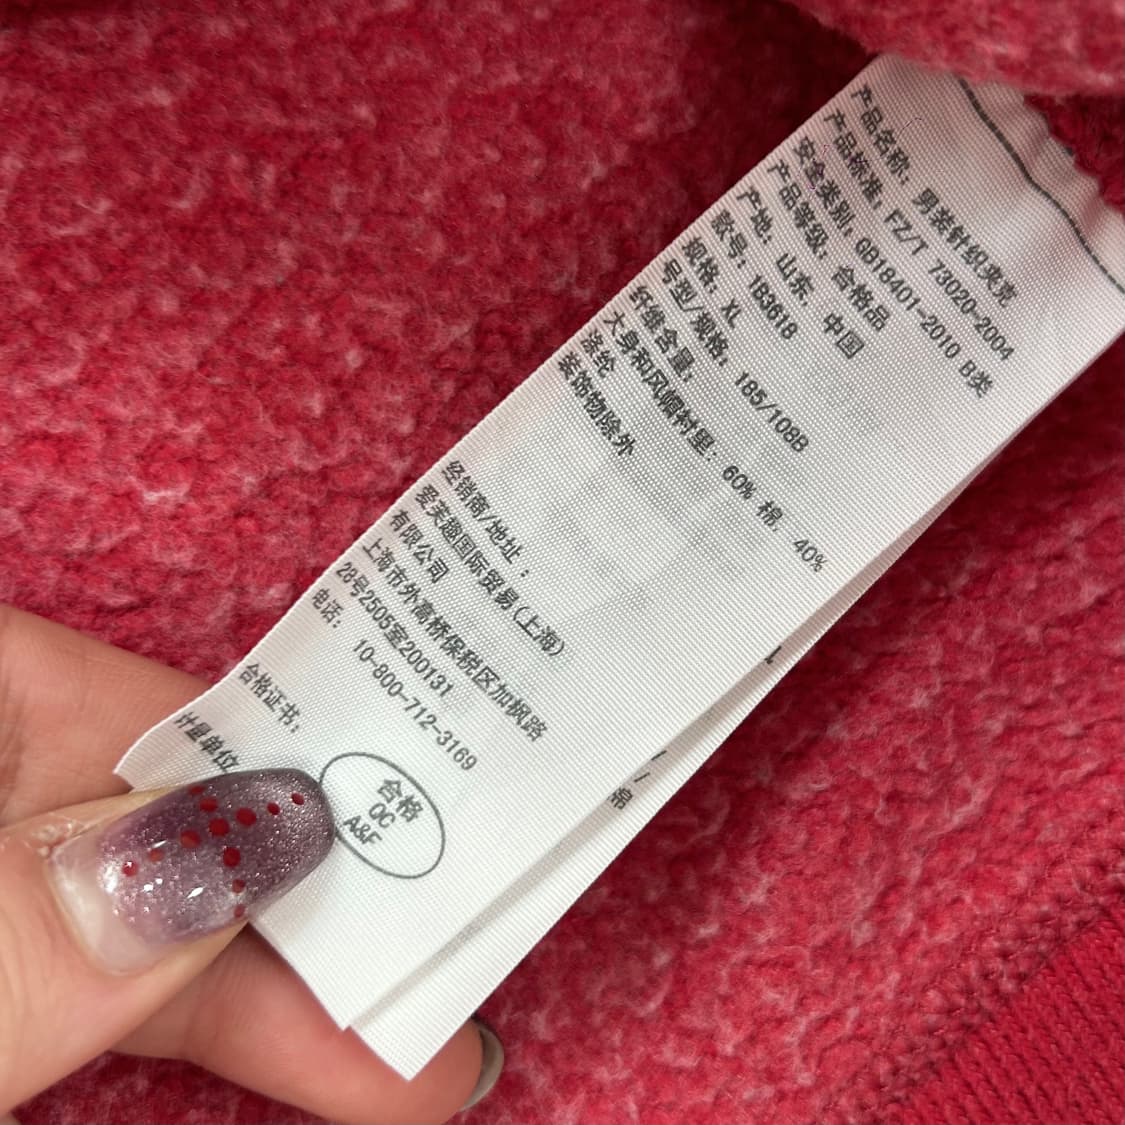 产品名称：男装针织夹克
产品标准：FZ/T 73020-2004
安全类别：GB18401-2010 B类
产品等级：合格品
产地：山东，中国
款号：1B3618
规格：XL
号型/规格：185/108B
纤维含量：
大身和风帽衬里：60% 棉，40%
涤纶
装饰物除外
经销商/地址：
爱芙趣国际贸易(上海)
有限公司
上海市外高桥保税区加枫路
28号2505室200131
电话： 10-800-712-3169
合格证书：
计量单位
合格
QC
A&F
/
棉